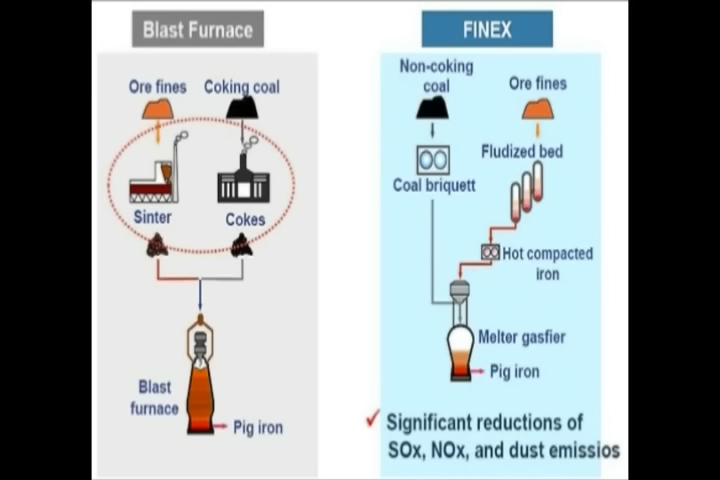 Blast Furnace
Ore fines
Coking coal
Sinter
Cokes
Blast
furnace
Pig iron
FINEX
Non-coking
coal
Ore fines
Fludized bed
Coal briquett
Hot compacted
iron
Melter gasfier
Pig iron
✓ Significant reductions of
SOx, NOx, and dust emissios